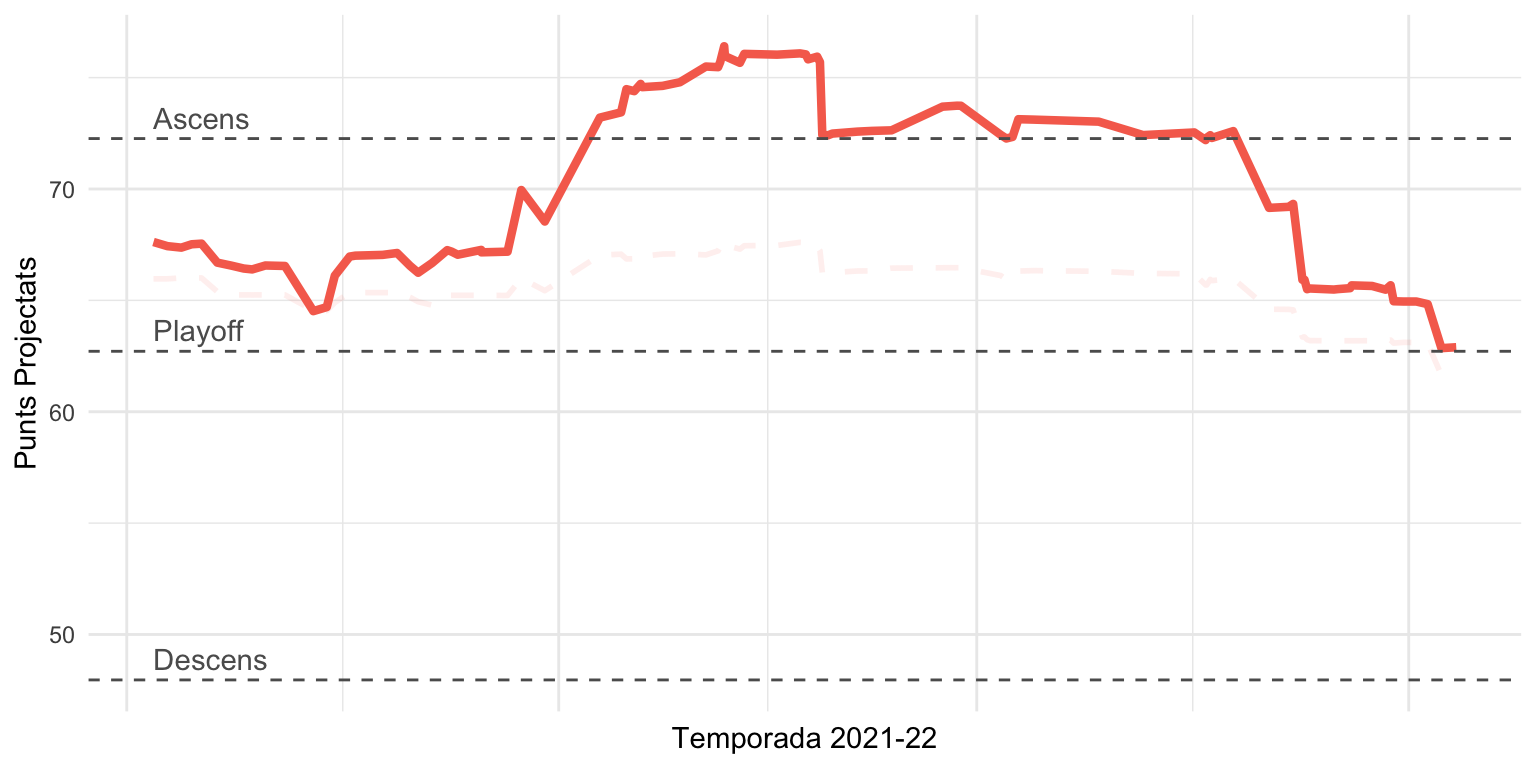 Ascens
70
Playoff
60
50
Descens
Punts Projectats
Temporada 2021-22